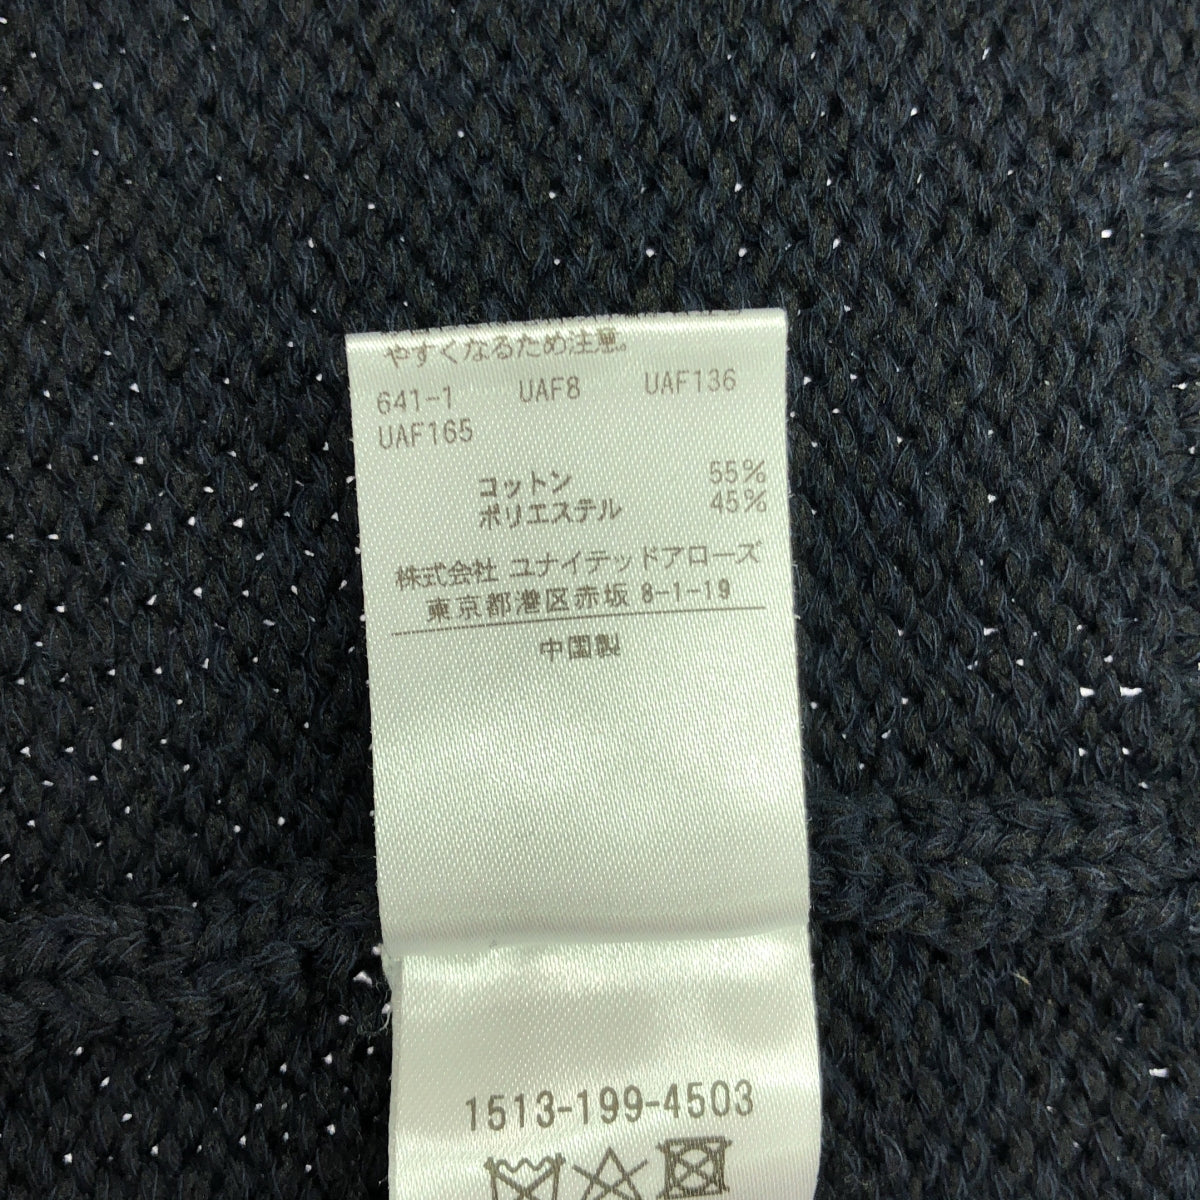 やすくなるため注意。
641-1 UAF8 UAF136
UAF165
コットン 55%
ポリエステル 45%
株式会社 ユナイテッドアローズ
東京都港区赤坂 8-1-19
中国製
1513-199-4503